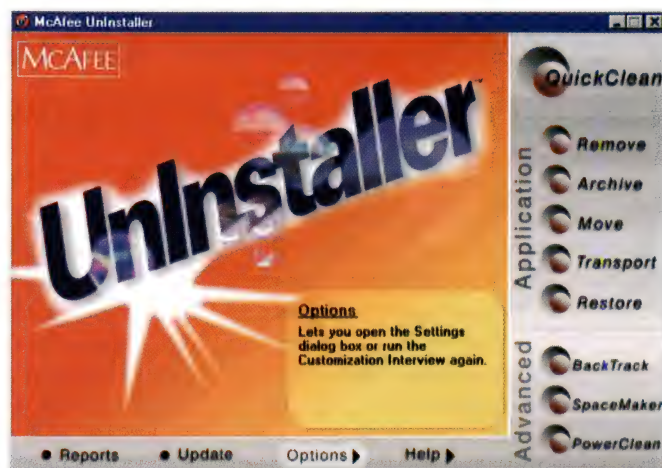 McAfee UnInstaller
McAFEE
UnInstaller™
Options
Lets you open the Settings
dialog box or run the
Customization Interview again.
QuickClean
Application
Remove
Archive
Move
Transport
Restore
Advanced
BackTrack
SpaceMaker
PowerClean
Reports
Update
Options
Help